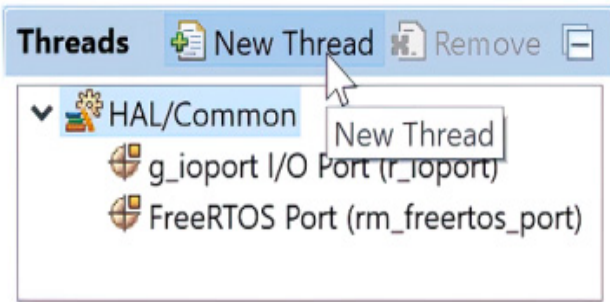 Threads New Thread Remove
HAL/Common
New Thread
g_ioport I/O Port (r_ioport)
FreeRTOS Port (rm_freertos_port)